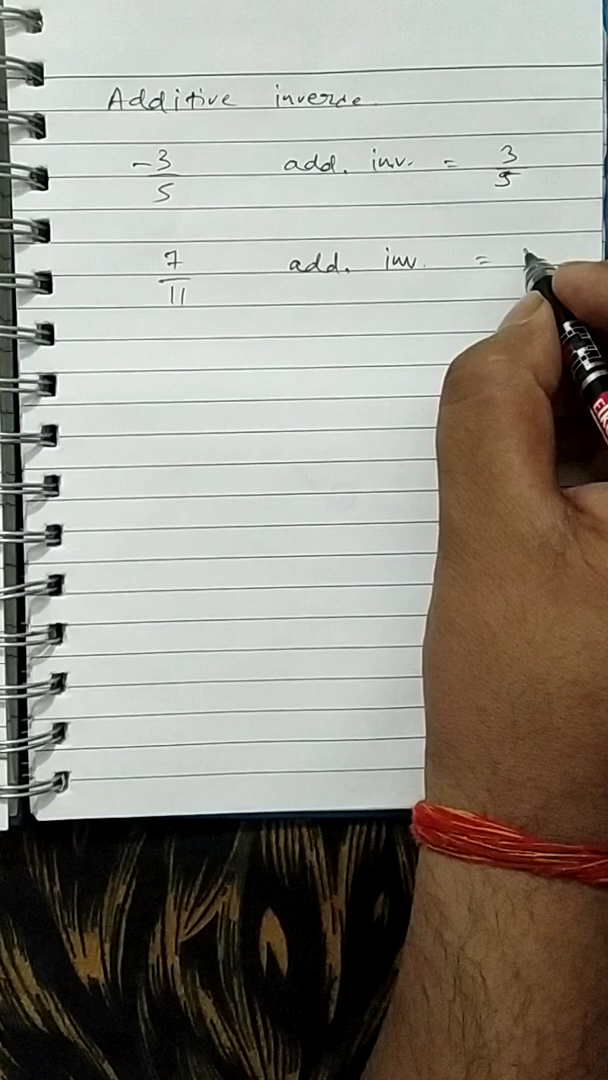 Additive inverse
-3/5 add. inv. = 3/5
7/11 add. inv. =